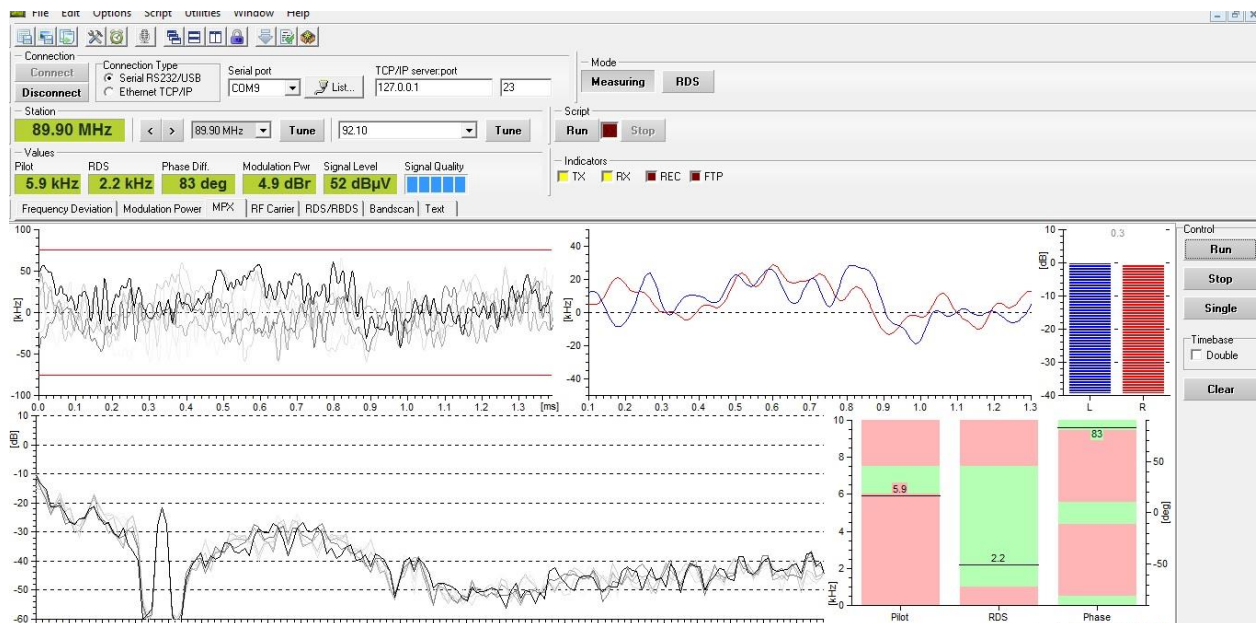 File Edit Options Script Utilities Window Help
Connection
Connect
Disconnect
Connection Type
Serial RS232/USB
Ethernet TCP/IP
Serial port
COM9
List...
TCP/IP server:port
127.0.0.1 23
Mode
Measuring RDS
Station
89.90 MHz < > 89.90 MHz Tune 92.10 Tune
Script
Run Stop
Values
Pilot RDS Phase Diff. Modulation Pwr Signal Level Signal Quality
5.9 kHz 2.2 kHz 83 deg 4.9 dBr 52 dBµV
Indicators
TX RX REC FTP
Frequency Deviation Modulation Power MPX RF Carrier RDS/RBDS Bandscan Text
100
50
0
-50
-100
[kHz]
0.0 0.1 0.2 0.3 0.4 0.5 0.6 0.7 0.8 0.9 1.0 1.1 1.2 1.3 [ms]
40
20
0
-20
-40
[kHz]
0.1 0.2 0.3 0.4 0.5 0.6 0.7 0.8 0.9 1.0 1.1 1.2 1.3
10
0
-10
-20
-30
-40
[dB]
0.3
L R
Control
Run
Stop
Single
Timebase
Double
Clear
10
0
-10
-20
-30
-40
-50
-60
[dB]
10
8
6
4
2
0
[kHz]
5.9
2.2
83
50
0
-50
[deg]
Pilot RDS Phase